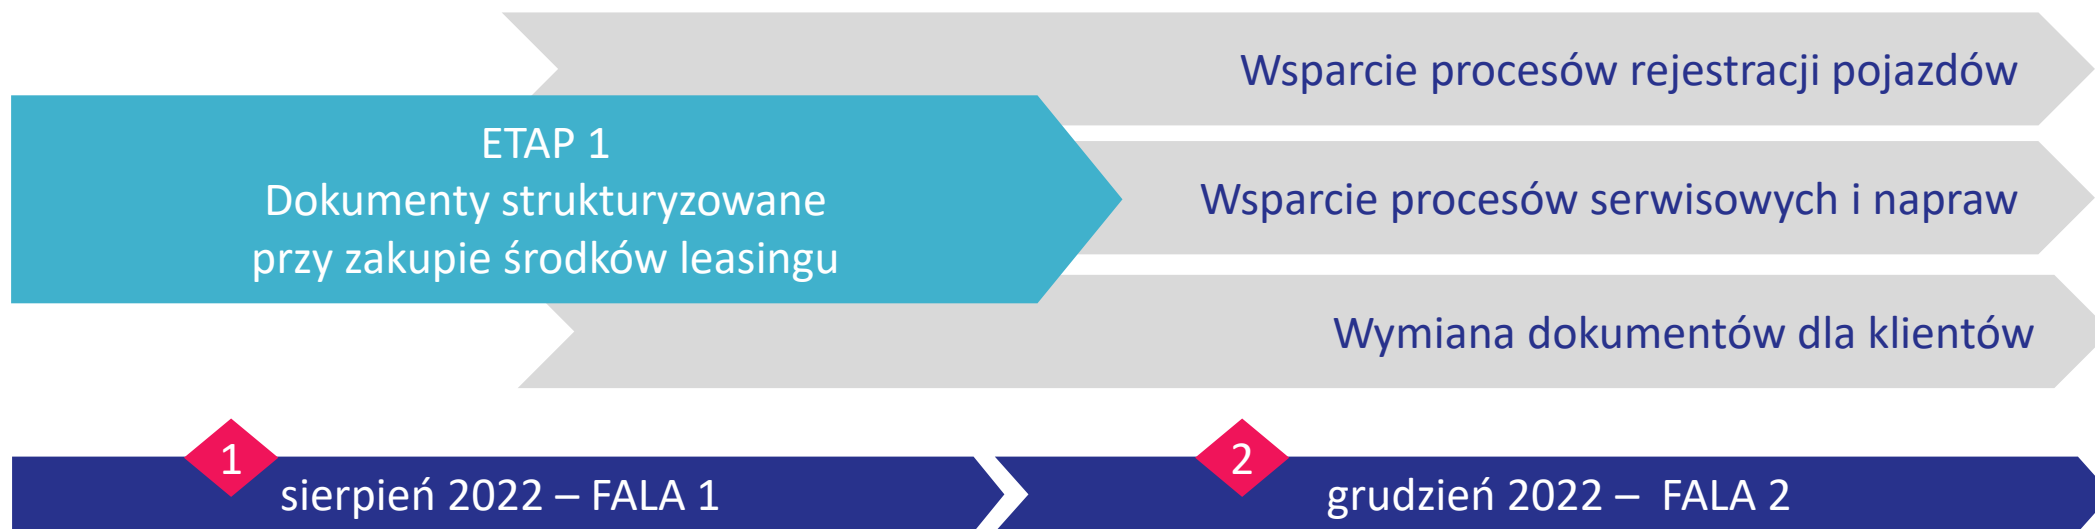 Wsparcie procesów rejestracji pojazdów
ETAP 1
Dokumenty strukturyzowane
przy zakupie środków leasingu
Wsparcie procesów serwisowych i napraw
Wymiana dokumentów dla klientów
1
sierpień 2022 – FALA 1
2
grudzień 2022 – FALA 2